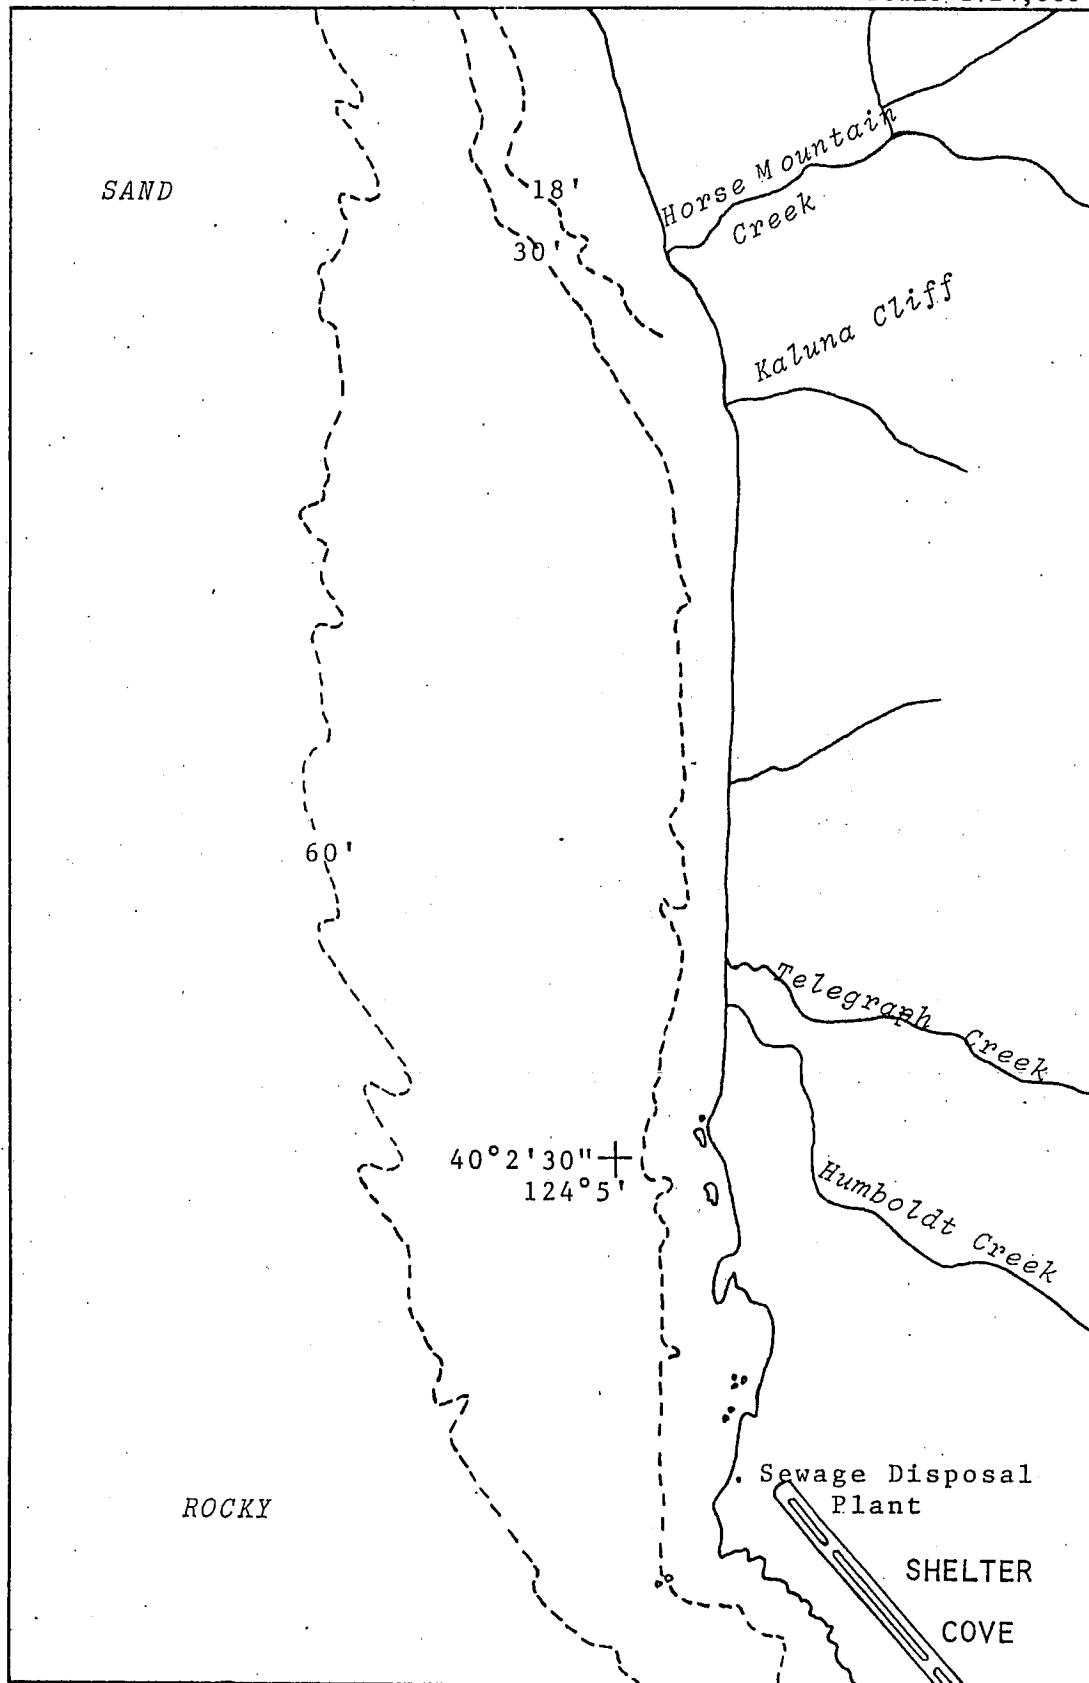 SAND
18'
30'
Horse Mountain
Creek
Kaluna Cliff
60'
Telegraph Creek
40°2'30"
124°5'
Humboldt Creek
Sewage Disposal
Plant
ROCKY
SHELTER
COVE